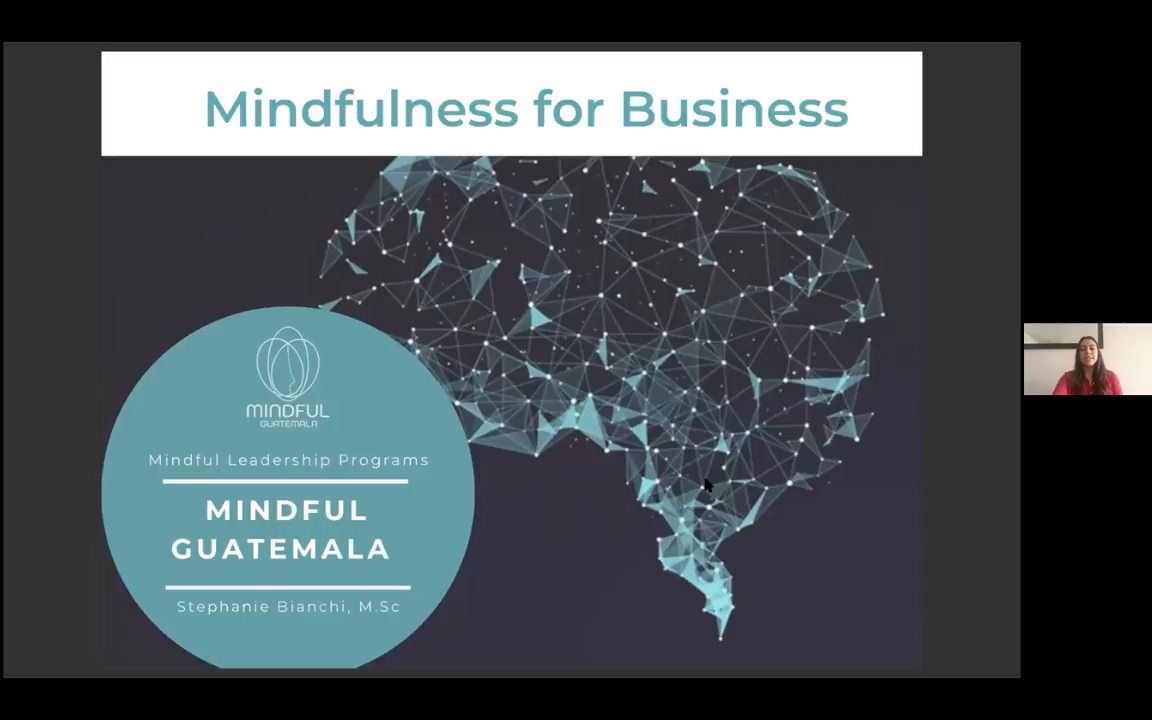 Mindfulness for Business
MINDFUL
GUATEMALA
Mindful Leadership Programs
MINDFUL
GUATEMALA
Stephanie Bianchi, M.Sc